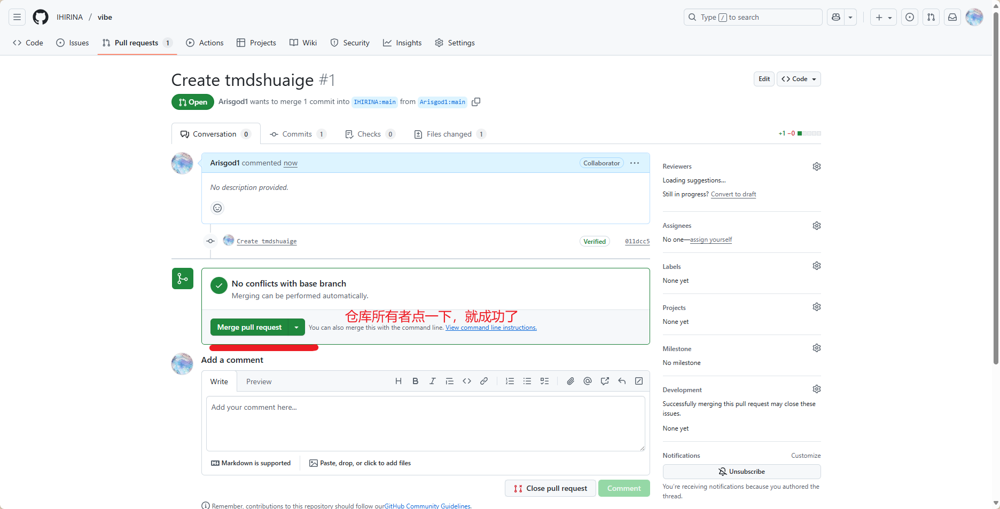 IHIRINA / vibe
Type / to search
Code
Issues
Pull requests 1
Actions
Projects
Wiki
Security
Insights
Settings
Create tmdshuaige #1
Edit
Code
Open
Arisgod1 wants to merge 1 commit into IHIRINA:main from Arisgod1:main
Conversation 0
Commits 1
Checks 0
Files changed 1
+1 −0
Arisgod1 commented now
Collaborator
No description provided.
Create tmdshuaige
Verified
011dcc5
No conflicts with base branch
Merging can be performed automatically.
仓库所有者点一下，就成功了
Merge pull request
You can also merge this with the command line. View command line instructions.
Add a comment
Write
Preview
Add your comment here...
Markdown is supported
Paste, drop, or click to add files
Close pull request
Comment
Remember, contributions to this repository should follow our GitHub Community Guidelines.
Reviewers
Loading suggestions...
Still in progress? Convert to draft
Assignees
No one—assign yourself
Labels
None yet
Projects
None yet
Milestone
No milestone
Development
Successfully merging this pull request may close these
issues.
None yet
Notifications
Customize
Unsubscribe
You're receiving notifications because you authored the
thread.